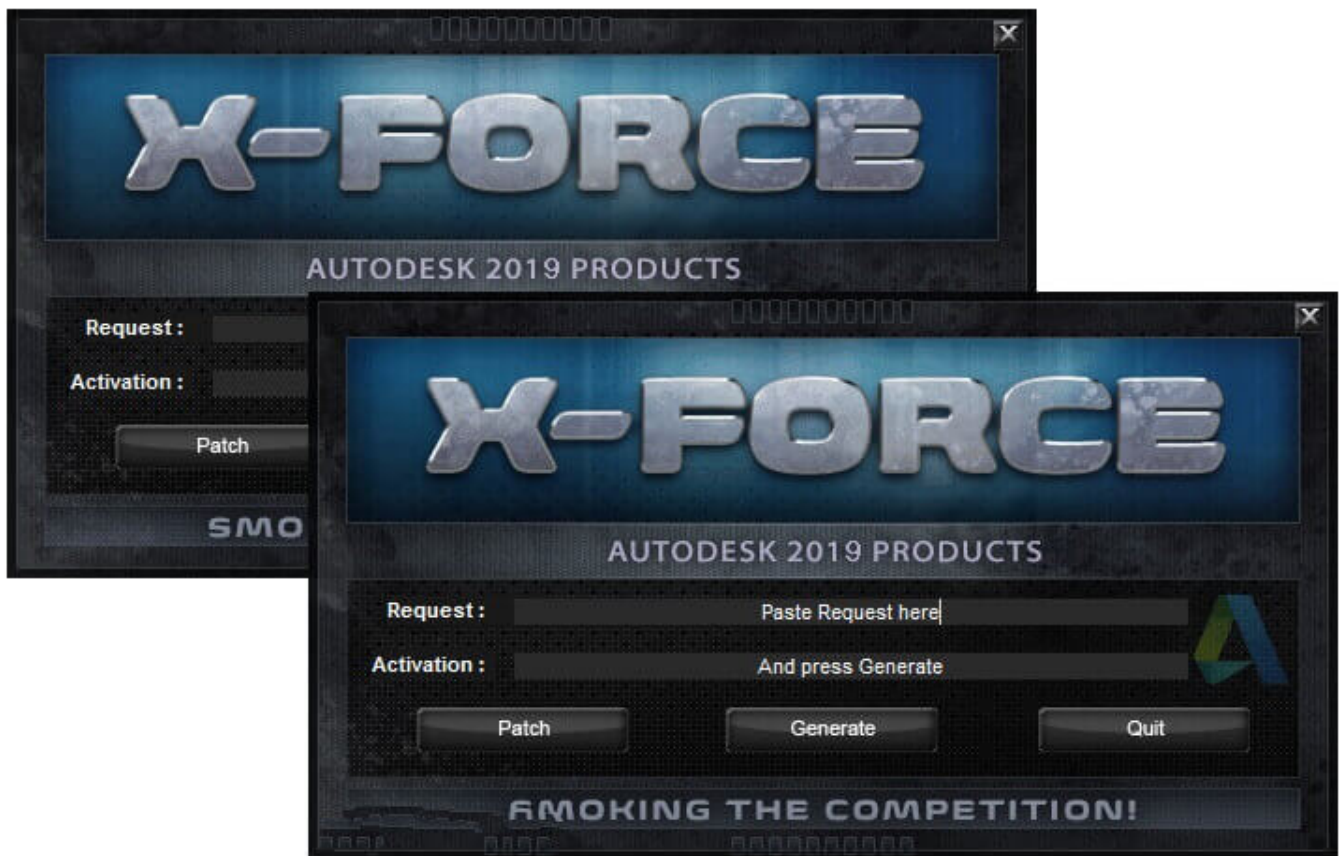 X-FORCE
AUTODESK 2019 PRODUCTS
Request :
Activation :
Patch
SMO
X-FORCE
AUTODESK 2019 PRODUCTS
Request : Paste Request here
Activation : And press Generate
Patch Generate Quit
SMOKING THE COMPETITION!